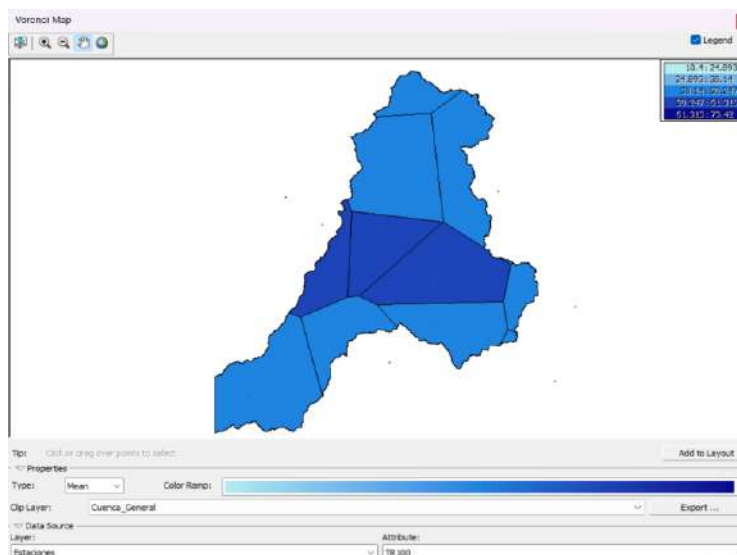 Voronoi Map
Legend
10.4 : 24.893
24.893 : 38.14
Tip: Click or drag over points to select
Add to Layout
Properties
Type: Mean Color Ramp:
Clip Layer: Cuenca_General Export ...
Data Source
Layer: Attribute:
Estaciones TR 100